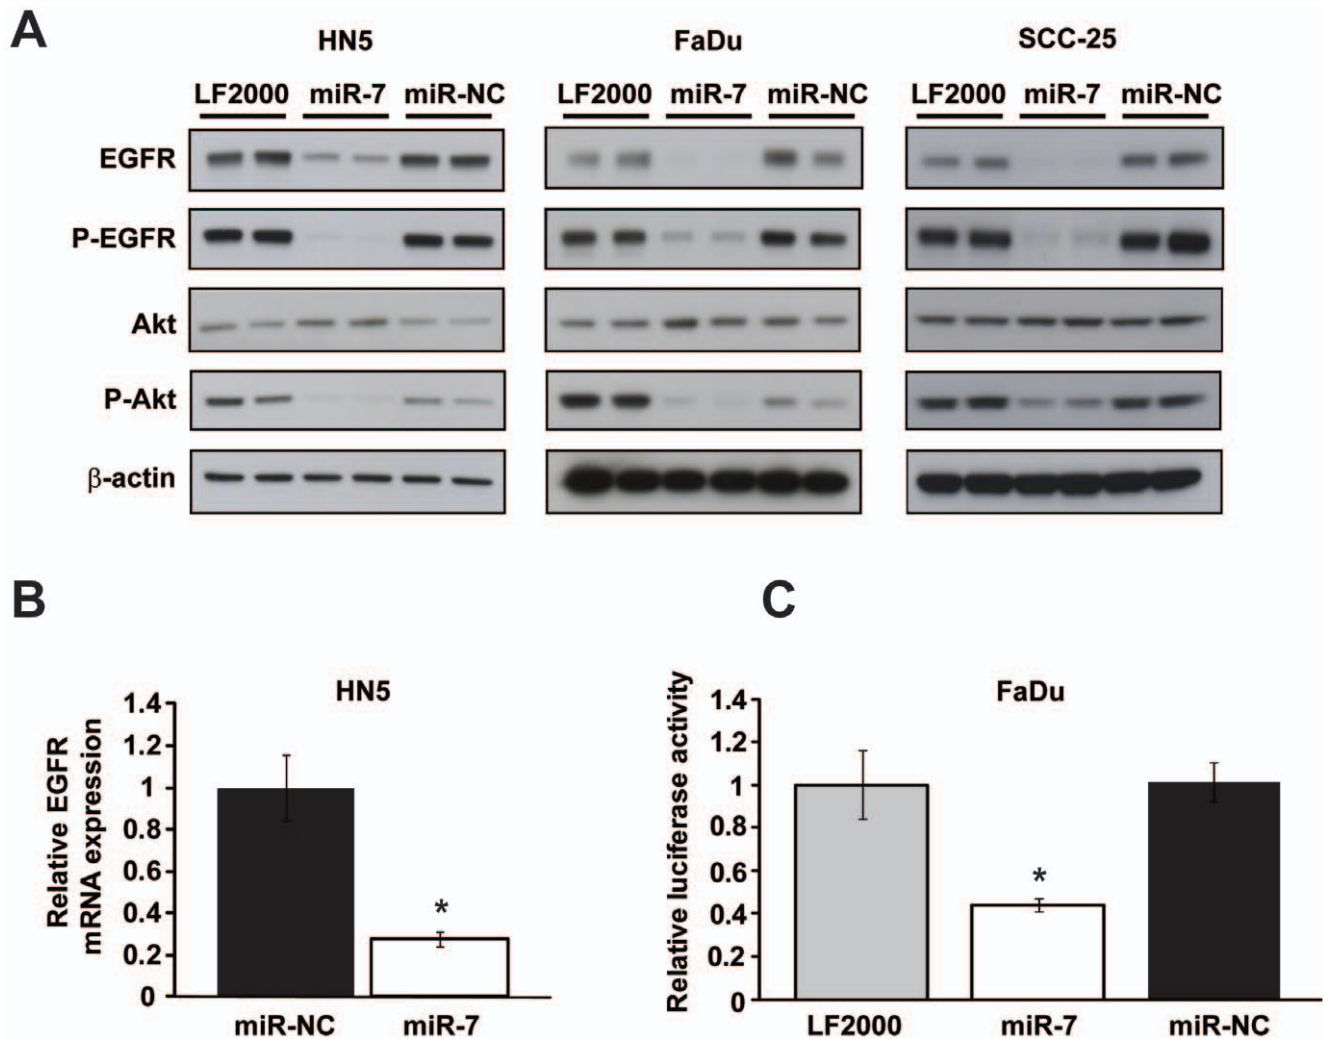 A
HN5 FaDu SCC-25
LF2000 miR-7 miR-NC LF2000 miR-7 miR-NC LF2000 miR-7 miR-NC
EGFR
P-EGFR
Akt
P-Akt
β-actin
B
HN5
Relative EGFR
mRNA expression
1.4
1.2
1
0.8
0.6
0.4
0.2
0
*
miR-NC miR-7
C
FaDu
Relative luciferase activity
1.4
1.2
1
0.8
0.6
0.4
0.2
0
*
LF2000 miR-7 miR-NC